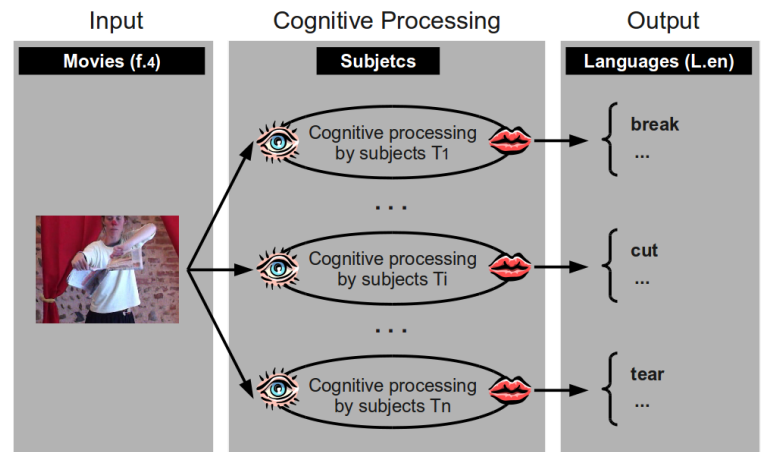 Input
Cognitive Processing
Output
Movies (f.4)
Subjetcs
Languages (L.en)
Cognitive processing
by subjects T1
break
...
...
Cognitive processing
by subjects Ti
cut
...
...
Cognitive processing
by subjects Tn
tear
...